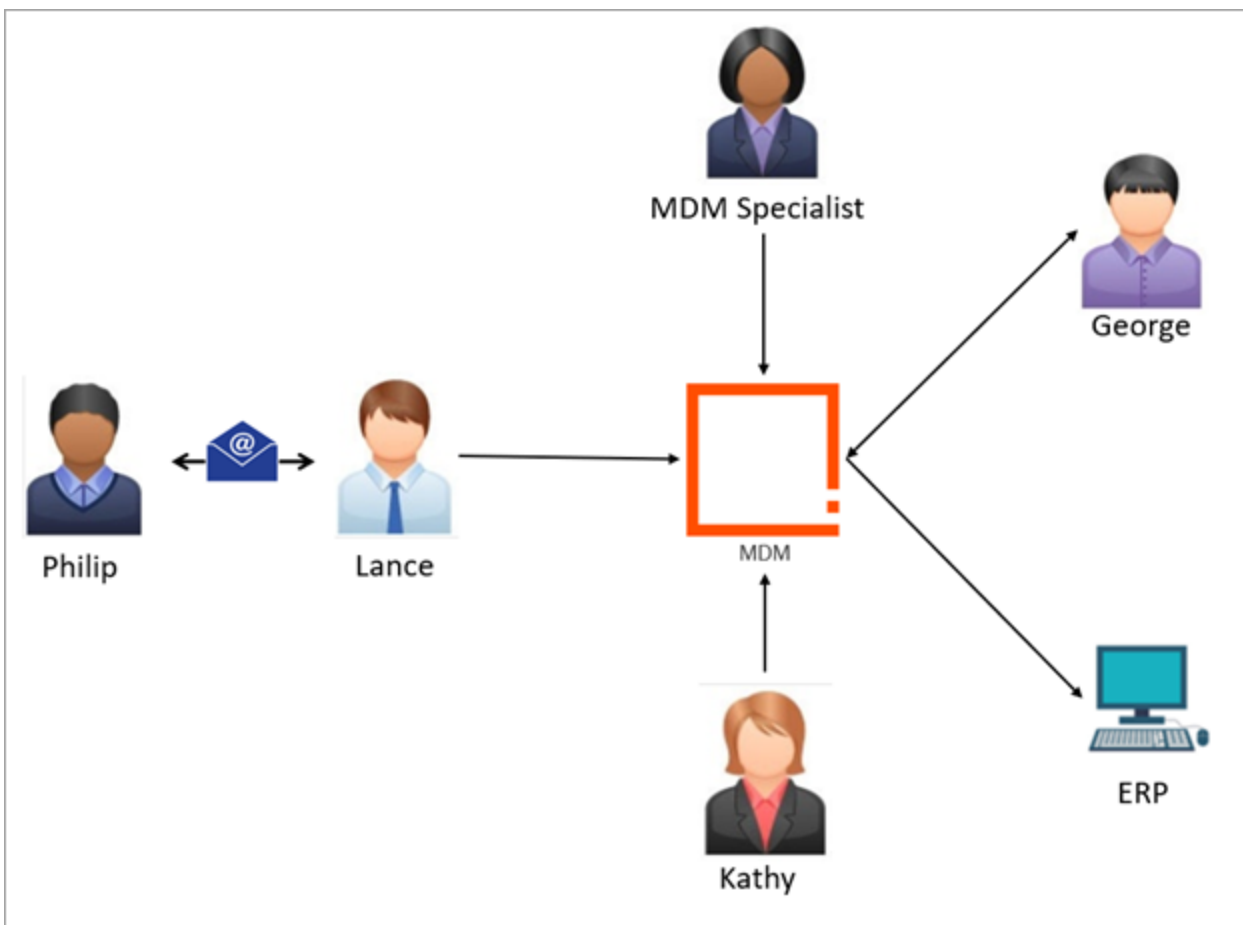 MDM Specialist
George
@
Philip
Lance
MDM
Kathy
ERP